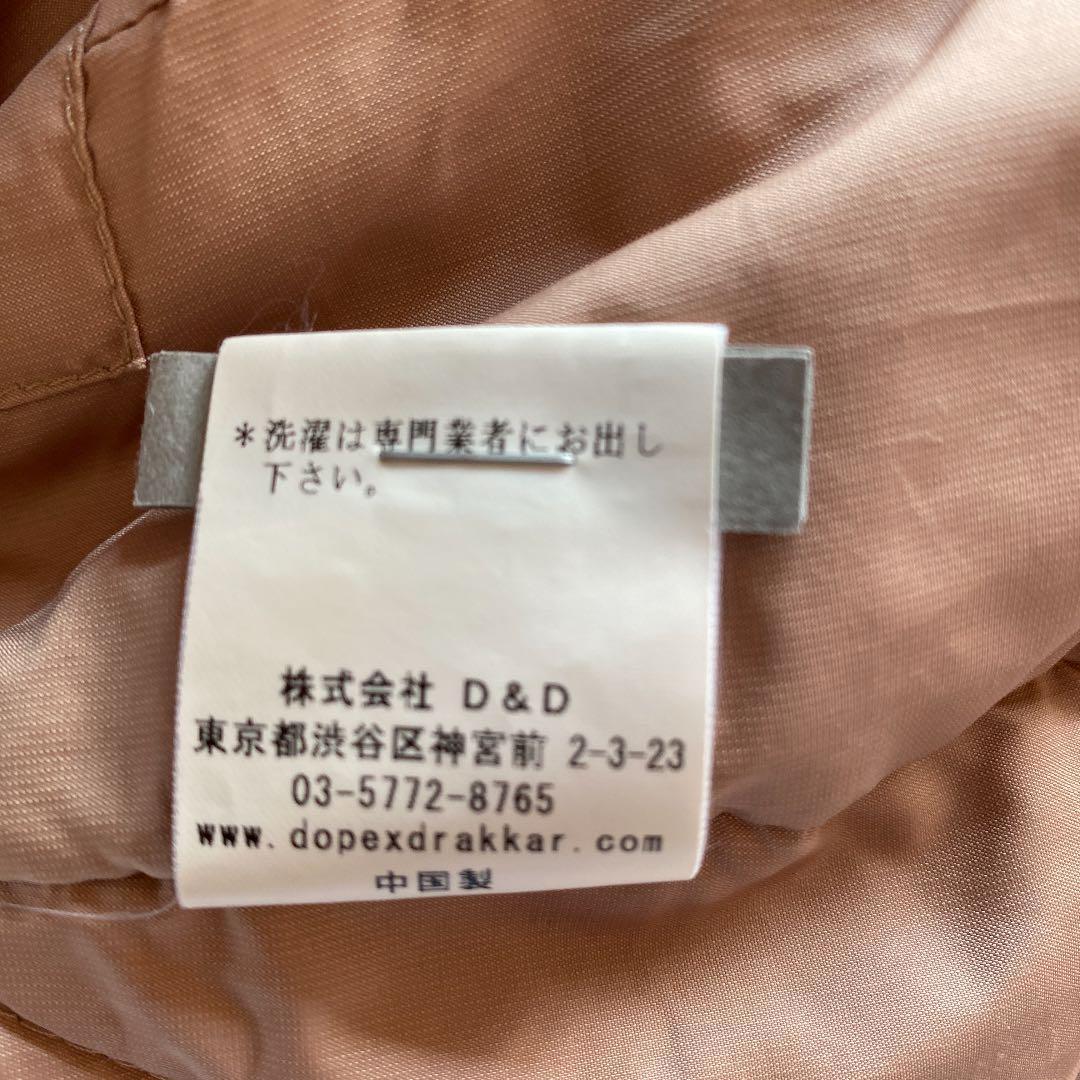 *洗濯は専門業者にお出し
下さい。
株式会社 D&D
東京都渋谷区神宮前 2-3-23
03-5772-8765
www.dopexdrakkar.com
中国製